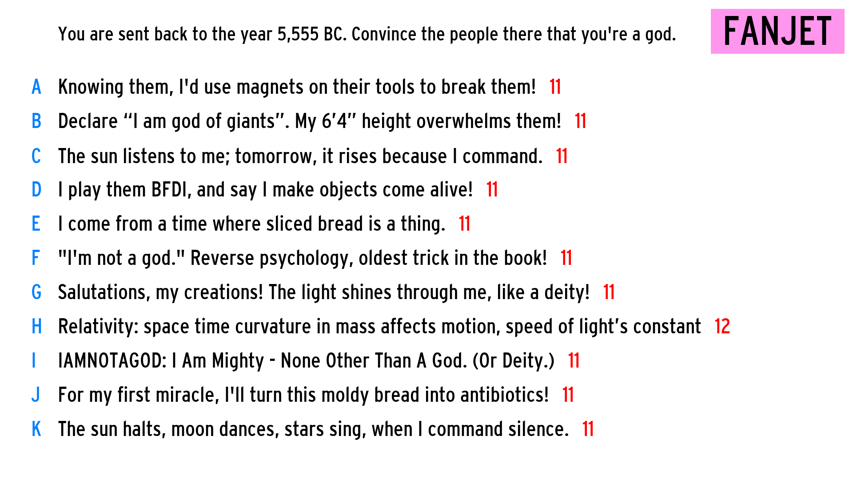 You are sent back to the year 5,555 BC. Convince the people there that you're a god.
FANJET
A Knowing them, I'd use magnets on their tools to break them! 11
B Declare “I am god of giants”. My 6’4” height overwhelms them! 11
C The sun listens to me; tomorrow, it rises because I command. 11
D I play them BFDI, and say I make objects come alive! 11
E I come from a time where sliced bread is a thing. 11
F "I'm not a god." Reverse psychology, oldest trick in the book! 11
G Salutations, my creations! The light shines through me, like a deity! 11
H Relativity: space time curvature in mass affects motion, speed of light’s constant 12
I IAMNOTAGOD: I Am Mighty - None Other Than A God. (Or Deity.) 11
J For my first miracle, I'll turn this moldy bread into antibiotics! 11
K The sun halts, moon dances, stars sing, when I command silence. 11